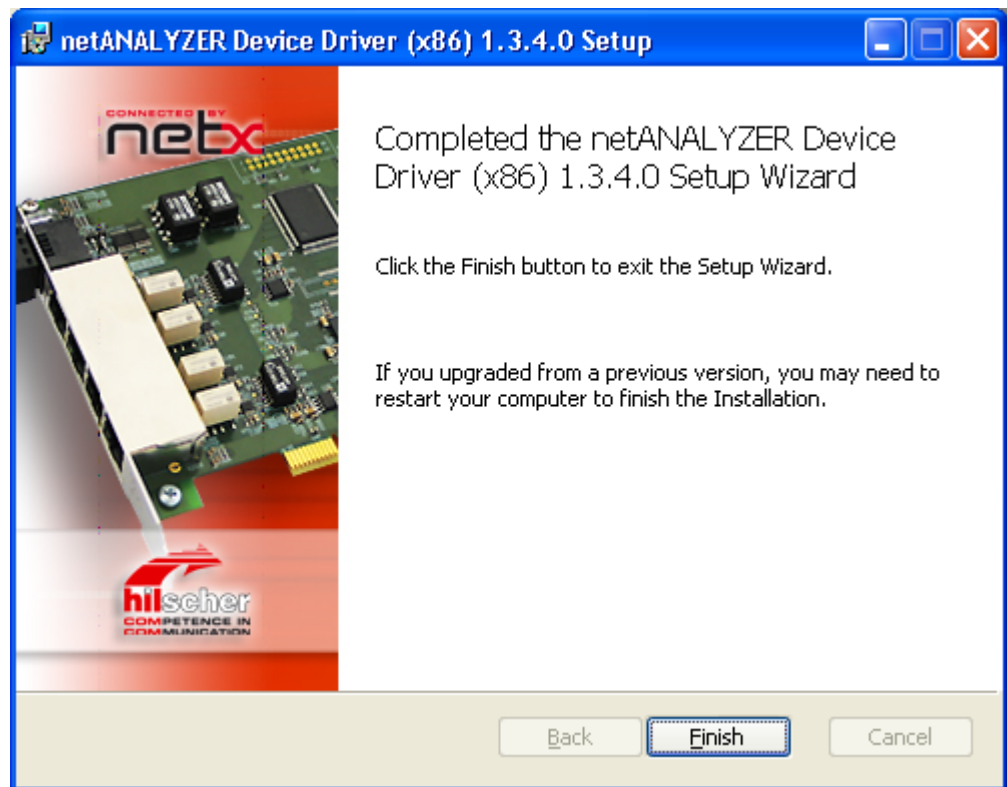 netANALYZER Device Driver (x86) 1.3.4.0 Setup
CONNECTED BY
netx
Completed the netANALYZER Device
Driver (x86) 1.3.4.0 Setup Wizard
Click the Finish button to exit the Setup Wizard.
If you upgraded from a previous version, you may need to
restart your computer to finish the Installation.
hilscher
COMPETENCE IN
COMMUNICATION
Back
Finish
Cancel